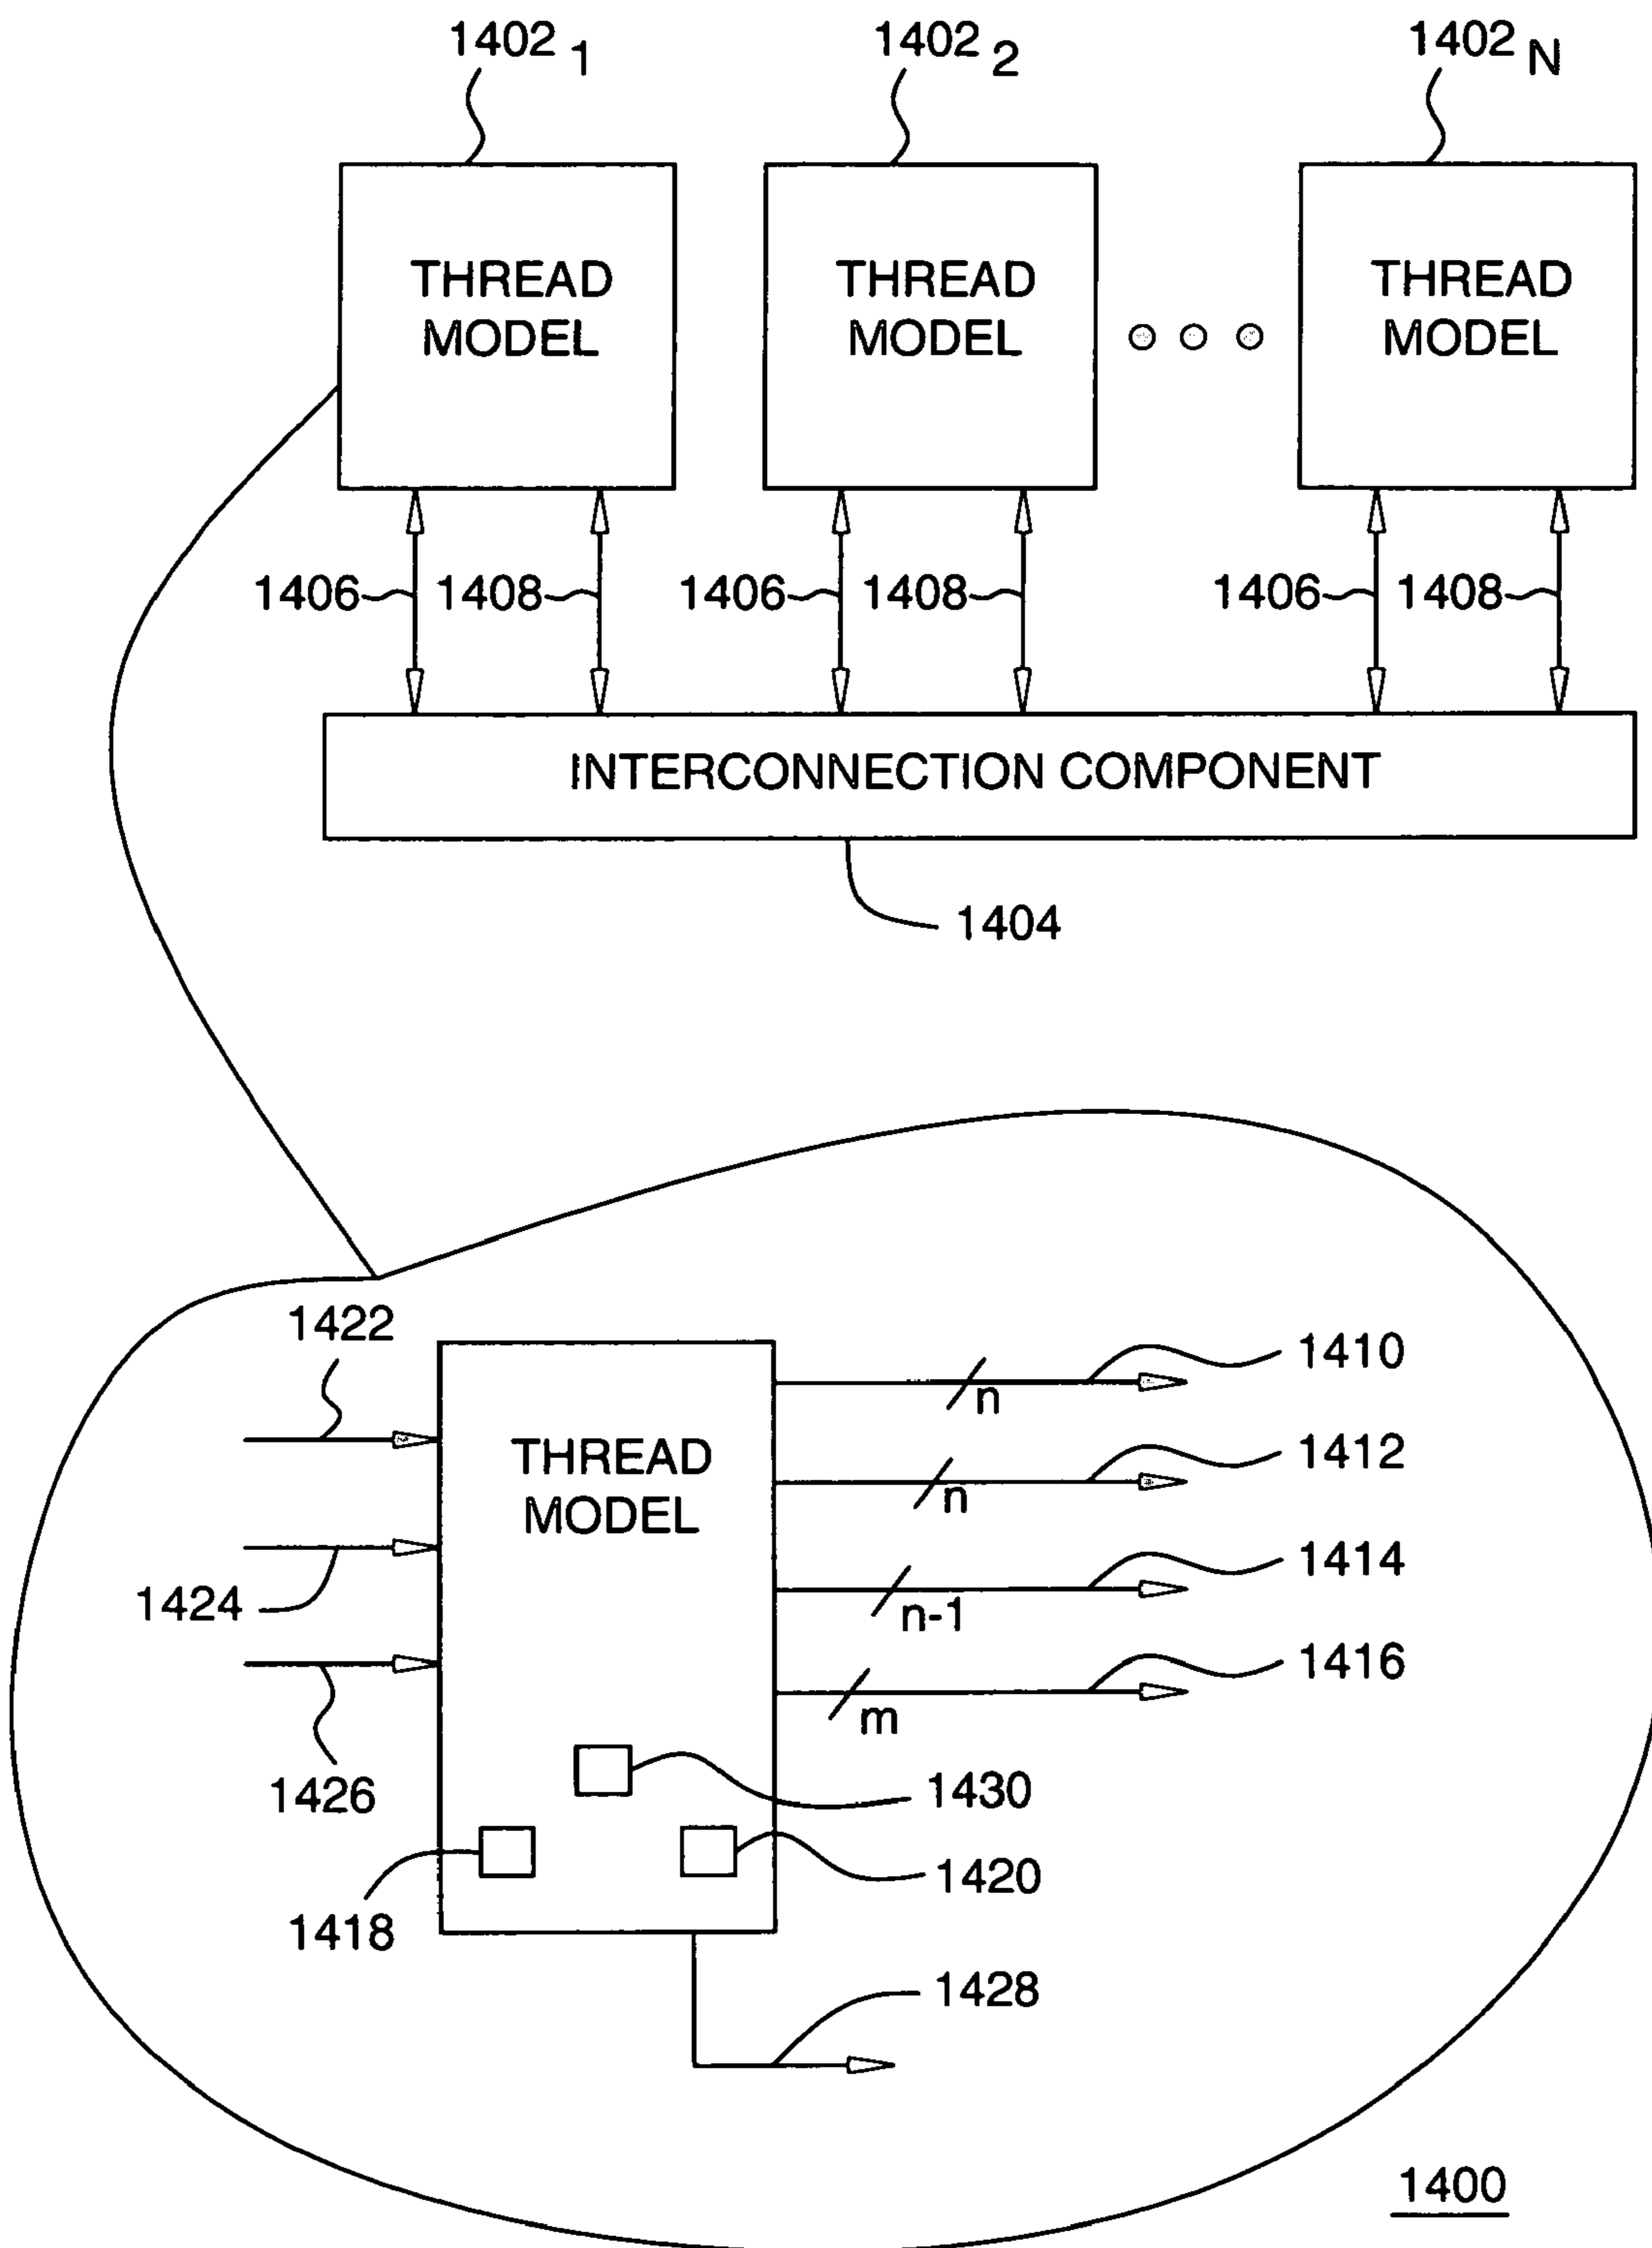 1402 1 1402 2 1402 N
THREAD MODEL
THREAD MODEL
THREAD MODEL
1406 1408 1406 1408 1406 1408
INTERCONNECTION COMPONENT
1404
1422
1410
n
THREAD MODEL
1412
n
1424
1414
n-1
1416
m
1426
1430
1420
1418
1428
1400